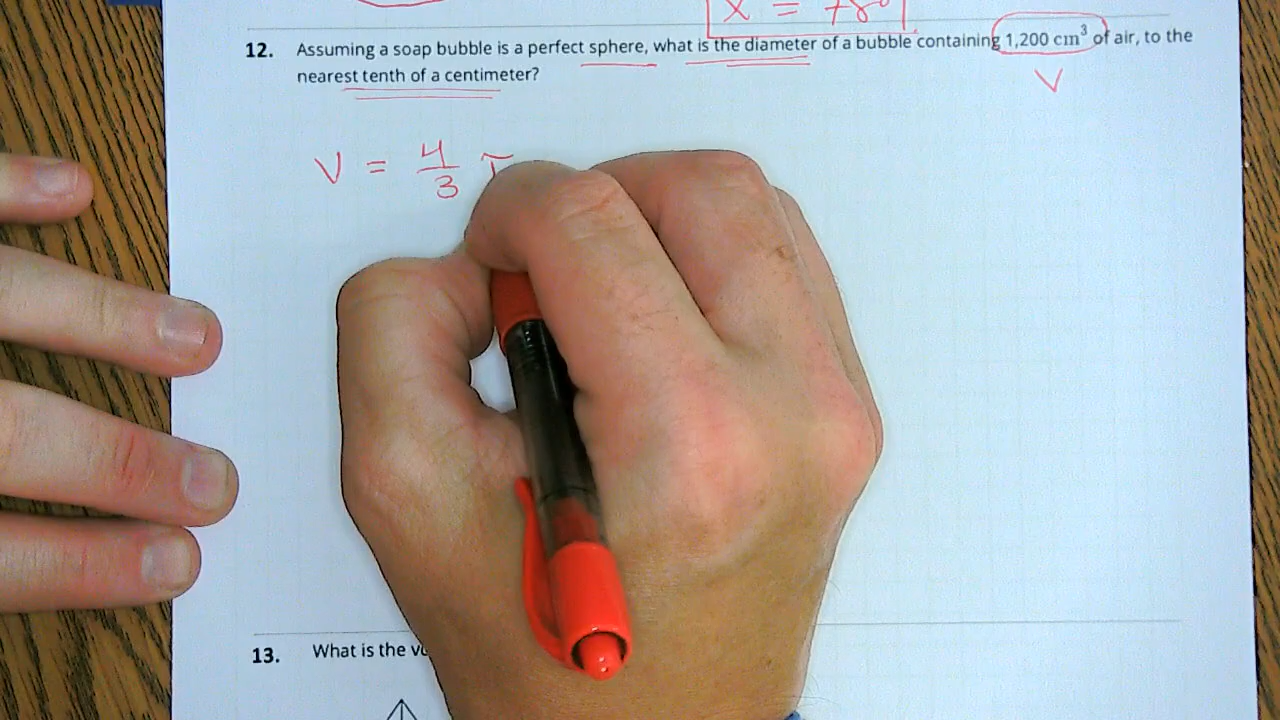 x = 78°
12. Assuming a soap bubble is a perfect sphere, what is the diameter of a bubble containing 1,200 cm³ of air, to the
nearest tenth of a centimeter?
V
V = 4/3 π
13. What is the